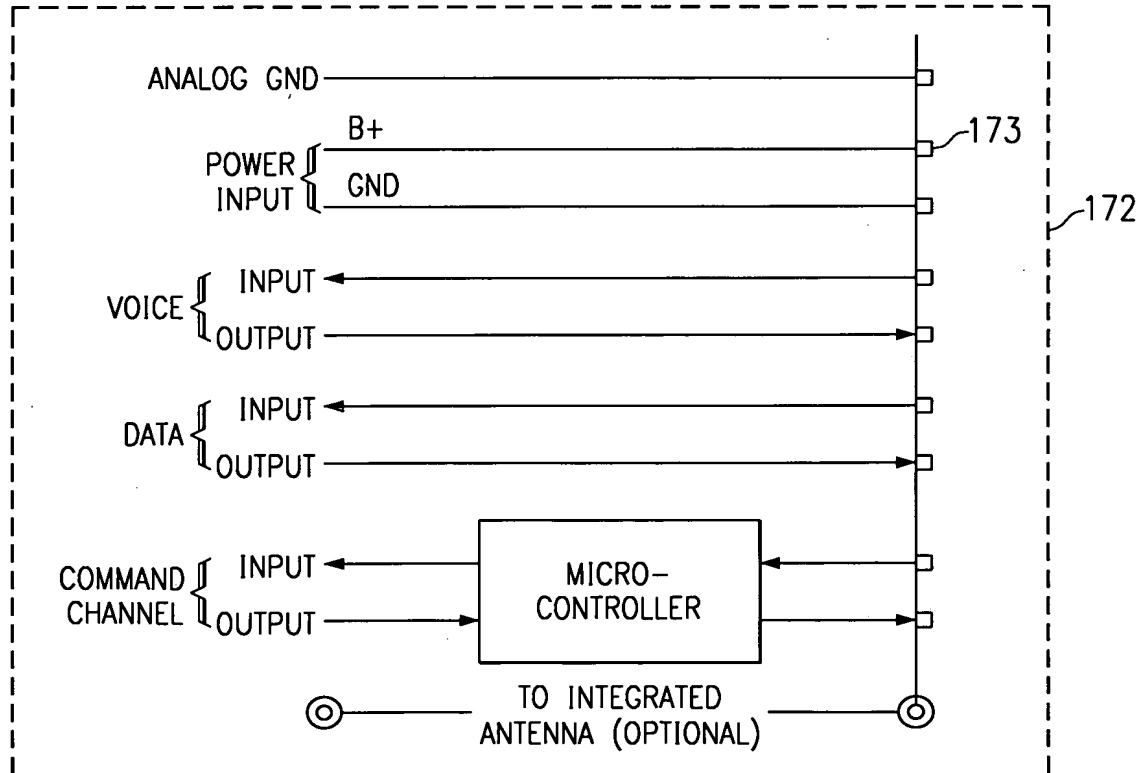 ANALOG GND
B+
173
POWER
INPUT
GND
172
VOICE
INPUT
OUTPUT
DATA
INPUT
OUTPUT
COMMAND
CHANNEL
INPUT
OUTPUT
MICRO-
CONTROLLER
TO INTEGRATED
ANTENNA (OPTIONAL)